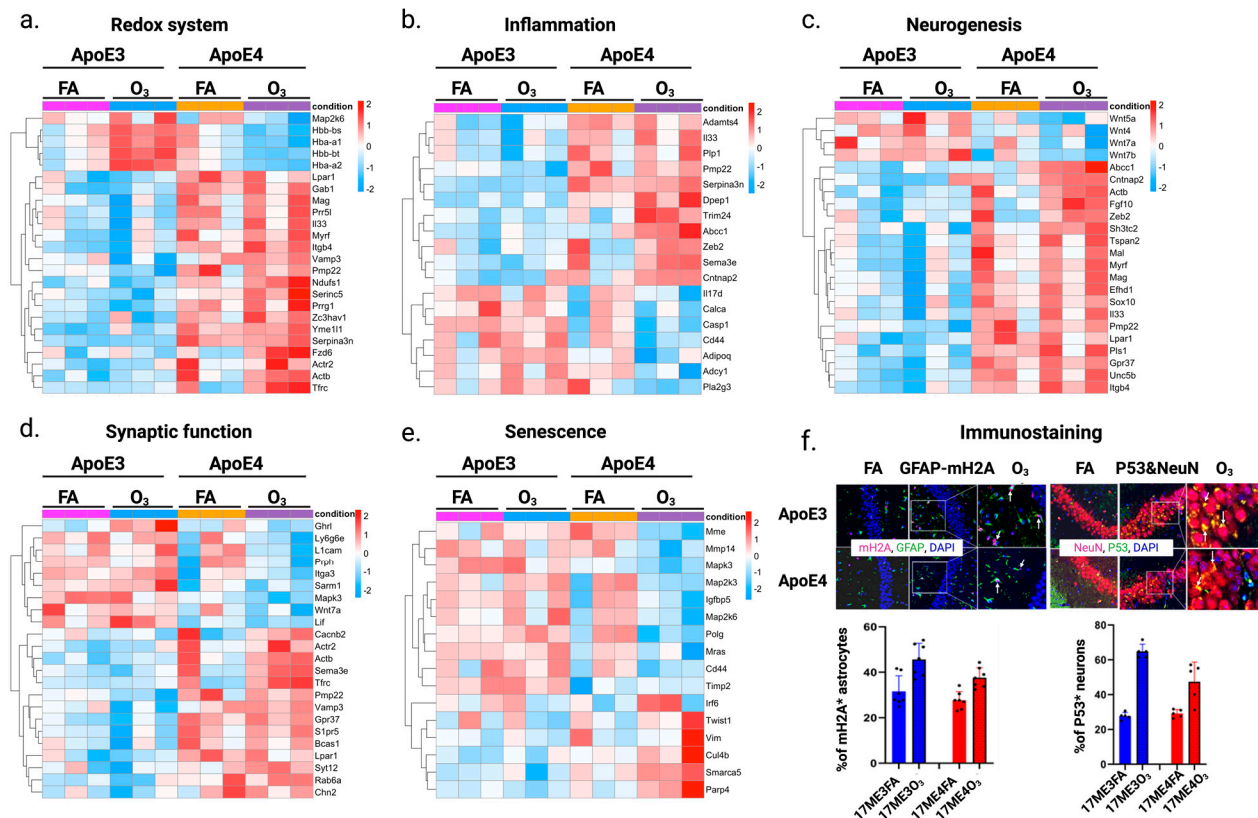 a.
Redox system
ApoE3 ApoE4
FA O₃ FA O₃
condition
2
1
0
-1
-2
Map2k6
Hbb-bs
Hba-a1
Hbb-bt
Hba-a2
Lpar1
Gab1
Mag
Prr5l
Il33
Myrf
Itgb4
Vamp3
Pmp22
Ndufs1
Serinc5
Prrg1
Zc3hav1
Yme1l1
Serpina3n
Fzd6
Actr2
Actb
Tfrc
b.
Inflammation
ApoE3 ApoE4
FA O₃ FA O₃
condition
2
1
0
-1
-2
Adamts4
Il33
Plp1
Pmp22
Serpina3n
Dpep1
Trim24
Abcc1
Zeb2
Sema3e
Cntnap2
Il17d
Calca
Casp1
Cd44
Adipoq
Adcy1
Pla2g3
c.
Neurogenesis
ApoE3 ApoE4
FA O₃ FA O₃
condition
2
1
0
-1
-2
Wnt5a
Wnt4
Wnt7a
Wnt7b
Abcc1
Cntnap2
Actb
Fgf10
Zeb2
Sh3tc2
Tspan2
Mal
Myrf
Mag
Efhd1
Sox10
Il33
Pmp22
Lpar1
Pls1
Gpr37
Unc5b
Itgb4
d.
Synaptic function
ApoE3 ApoE4
FA O₃ FA O₃
condition
2
1
0
-1
-2
Ghrl
Ly6g6e
L1cam
Prph
Itga3
Sarm1
Mapk3
Wnt7a
Lif
Cacnb2
Actr2
Actb
Sema3e
Tfrc
Pmp22
Vamp3
Gpr37
S1pr5
Bcas1
Lpar1
Syt12
Rab6a
Chn2
e.
Senescence
ApoE3 ApoE4
FA O₃ FA O₃
condition
2
1
0
-1
-2
Mme
Mmp14
Mapk3
Map2k3
Igfbp5
Map2k6
Polg
Mras
Cd44
Timp2
Irf6
Twist1
Vim
Cul4b
Smarca5
Parp4
f.
Immunostaining
FA GFAP-mH2A O₃ FA P53&NeuN O₃
ApoE3
mH2A, GFAP, DAPI NeuN, P53, DAPI
ApoE4
%of mH2A* astrocytes
60
40
20
0
17ME3FA
17ME3O₃
17ME4FA
17ME4O₃
%of P53* neurons
80
60
40
20
0
17ME3FA
17ME3O₃
17ME4FA
17ME4O₃